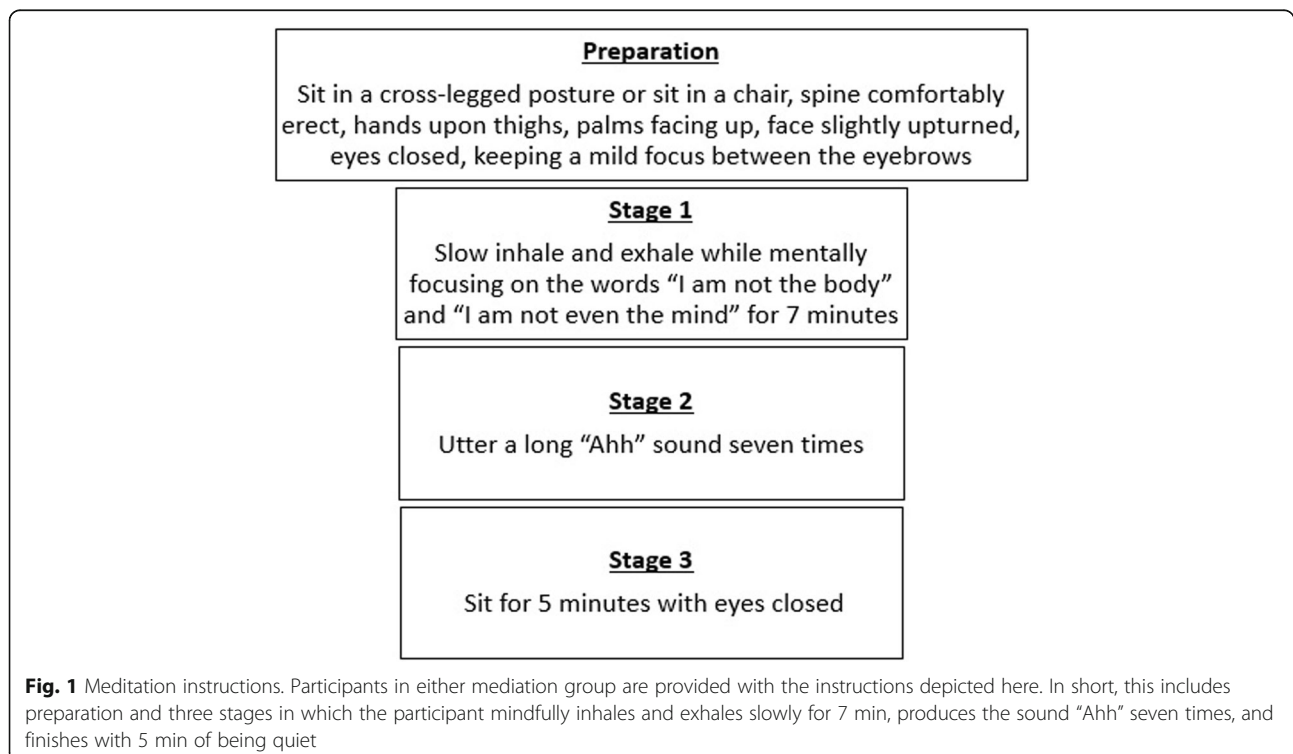 Preparation
Sit in a cross-legged posture or sit in a chair, spine comfortably
erect, hands upon thighs, palms facing up, face slightly upturned,
eyes closed, keeping a mild focus between the eyebrows
Stage 1
Slow inhale and exhale while mentally
focusing on the words “I am not the body”
and “I am not even the mind” for 7 minutes
Stage 2
Utter a long “Ahh” sound seven times
Stage 3
Sit for 5 minutes with eyes closed
Fig. 1 Meditation instructions. Participants in either mediation group are provided with the instructions depicted here. In short, this includes
preparation and three stages in which the participant mindfully inhales and exhales slowly for 7 min, produces the sound “Ahh” seven times, and
finishes with 5 min of being quiet